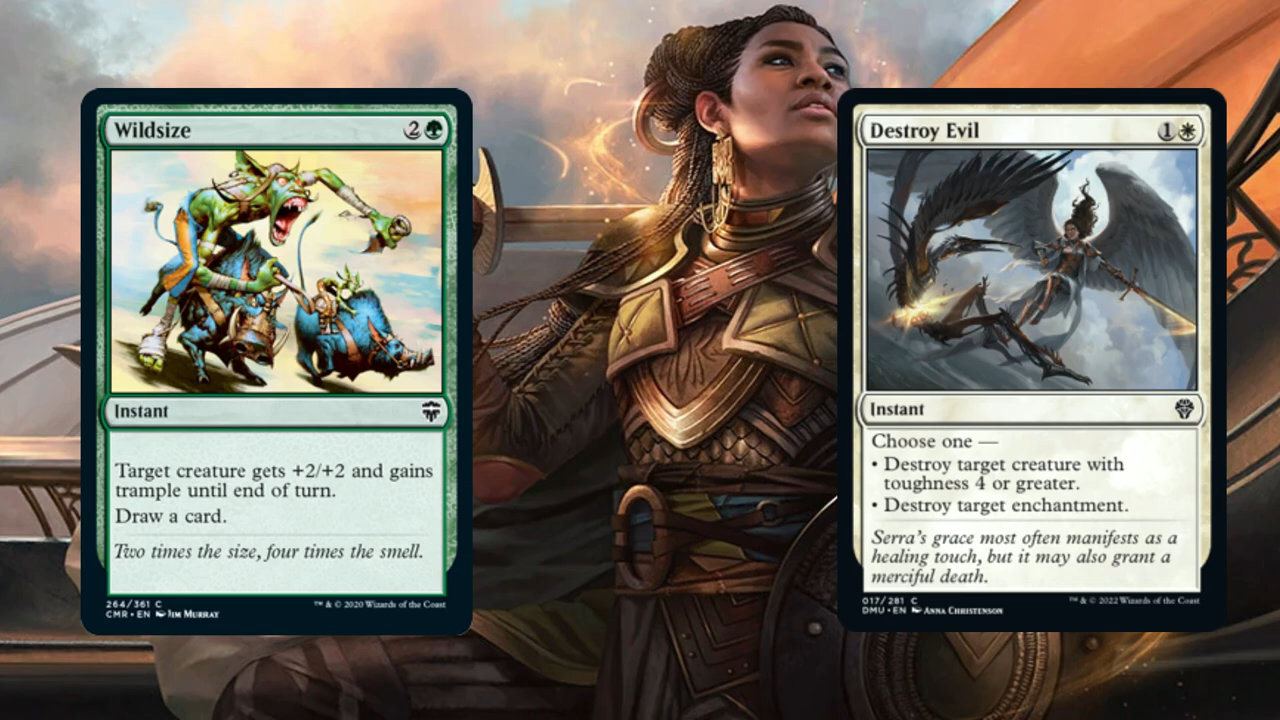 Wildsize 2
Instant
Target creature gets +2/+2 and gains
trample until end of turn.
Draw a card.
Two times the size, four times the smell.
264/361 C
CMR • EN Jim Murray
™ & © 2020 Wizards of the Coast
Destroy Evil 1
Instant
Choose one —
• Destroy target creature with
toughness 4 or greater.
• Destroy target enchantment.
Serra's grace most often manifests as a
healing touch, but it may also grant a
merciful death.
017/281 C
DMU • EN Anna Christenson
™ & © 2022 Wizards of the Coast